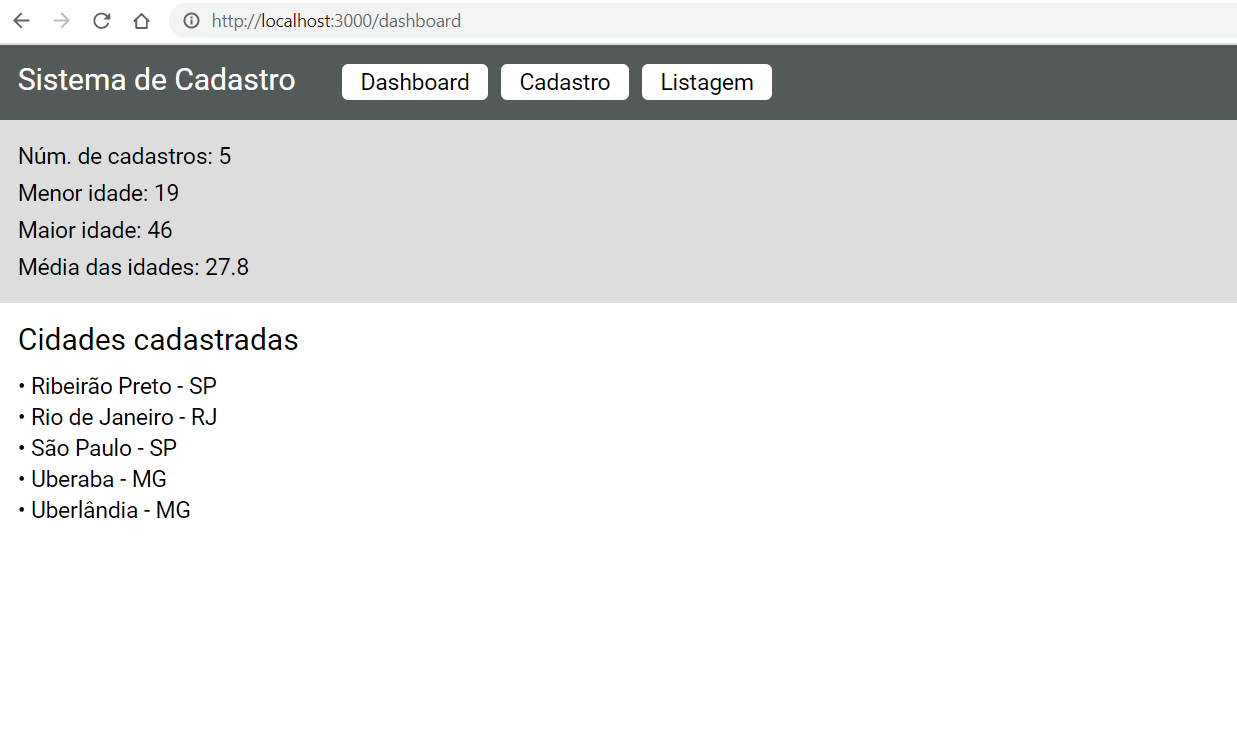 http://localhost:3000/dashboard
Sistema de Cadastro Dashboard Cadastro Listagem
Núm. de cadastros: 5
Menor idade: 19
Maior idade: 46
Média das idades: 27.8
Cidades cadastradas
• Ribeirão Preto - SP
• Rio de Janeiro - RJ
• São Paulo - SP
• Uberaba - MG
• Uberlândia - MG